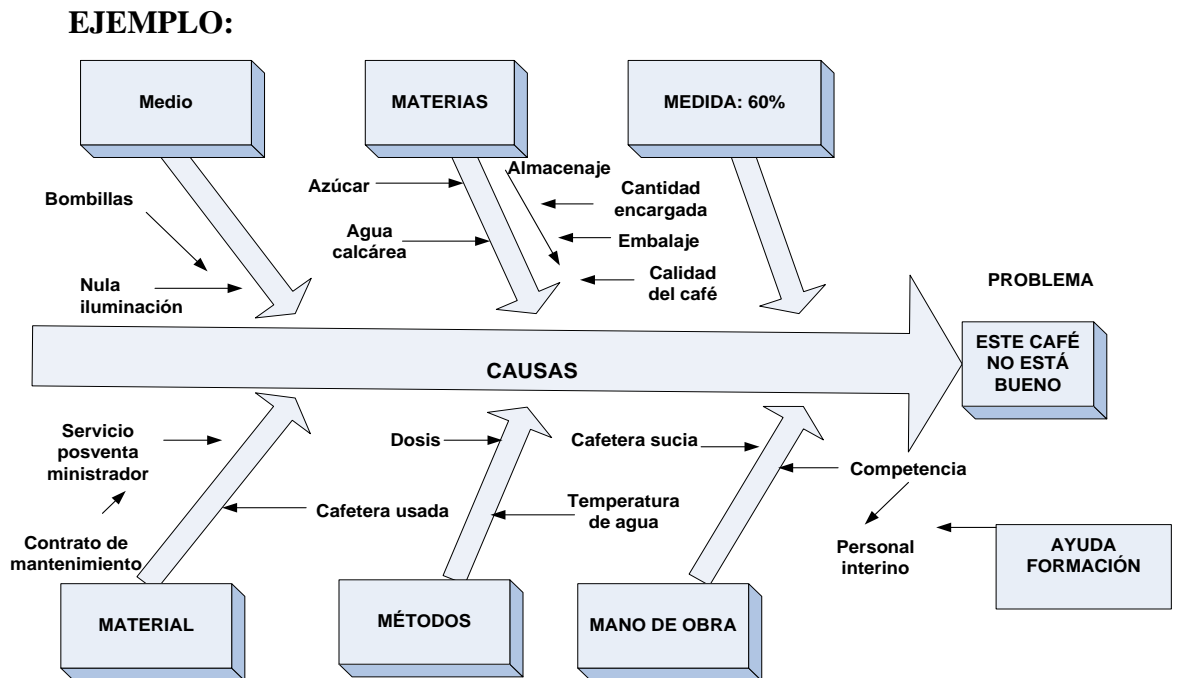 EJEMPLO:
Medio
MATERIAS
MEDIDA: 60%
Bombillas
Nula
iluminación
Azúcar
Agua
calcárea
Almacenaje
Cantidad
encargada
Embalaje
Calidad
del café
PROBLEMA
ESTE CAFÉ
NO ESTÁ
BUENO
CAUSAS
Servicio
posventa
ministrador
Contrato de
mantenimiento
Cafetera usada
Dosis
Temperatura
de agua
Cafetera sucia
Competencia
Personal
interino
AYUDA
FORMACIÓN
MATERIAL
MÉTODOS
MANO DE OBRA